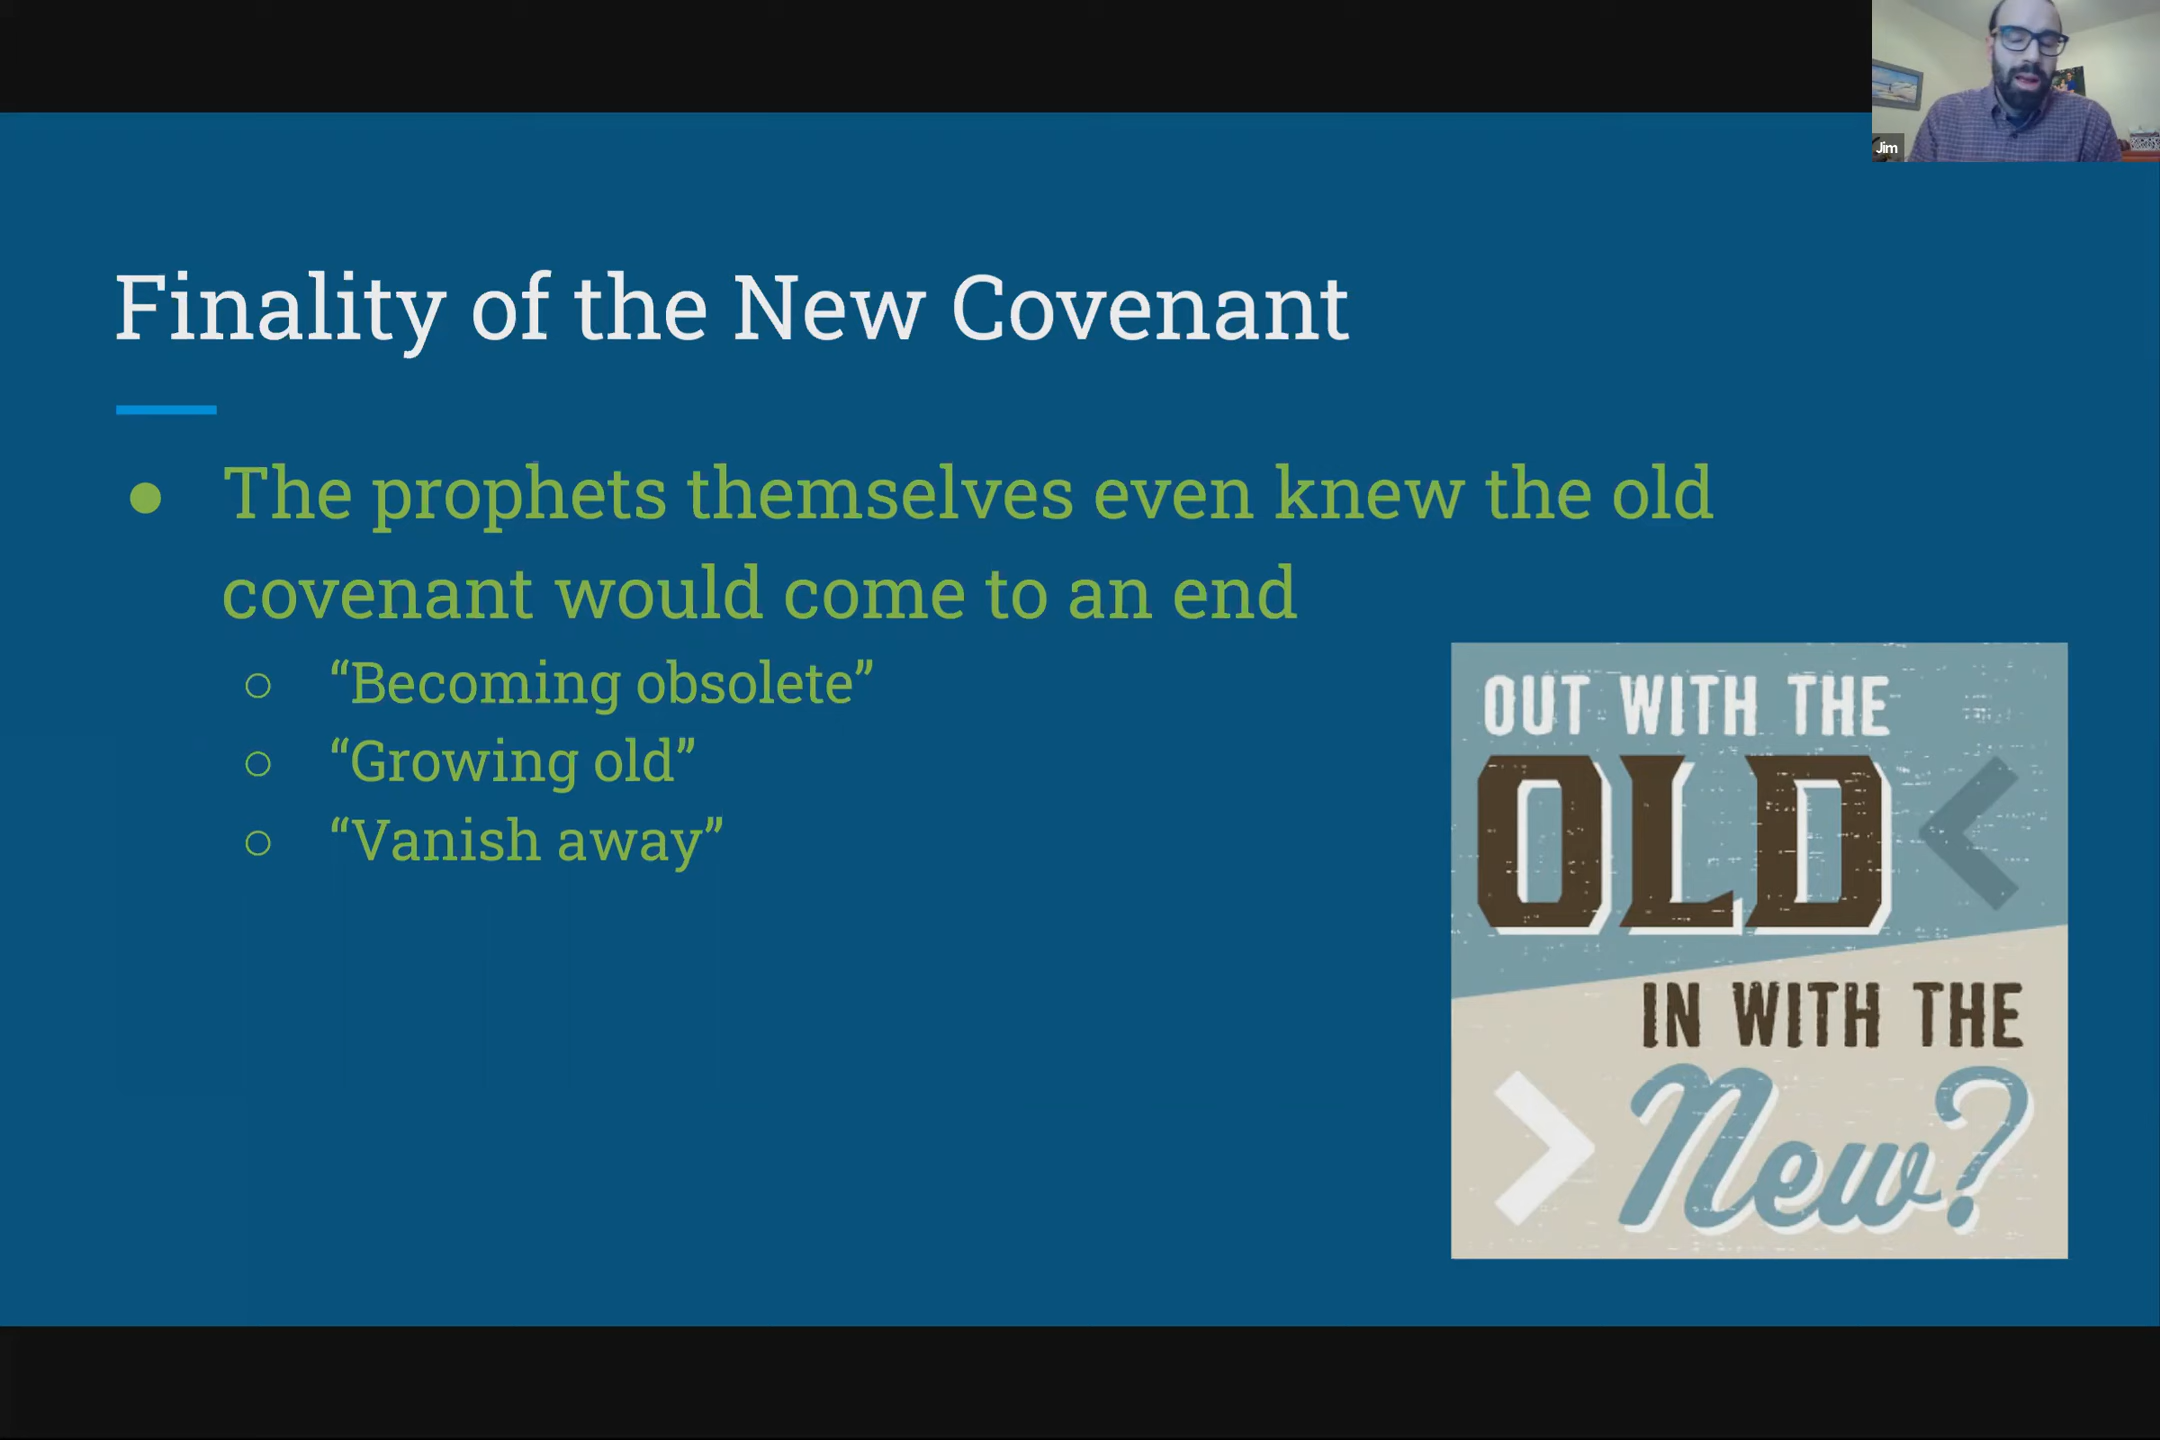 Jim
Finality of the New Covenant
● The prophets themselves even knew the old
covenant would come to an end
○ “Becoming obsolete”
○ “Growing old”
○ “Vanish away”
OUT WITH THE
OLD
IN WITH THE
New?